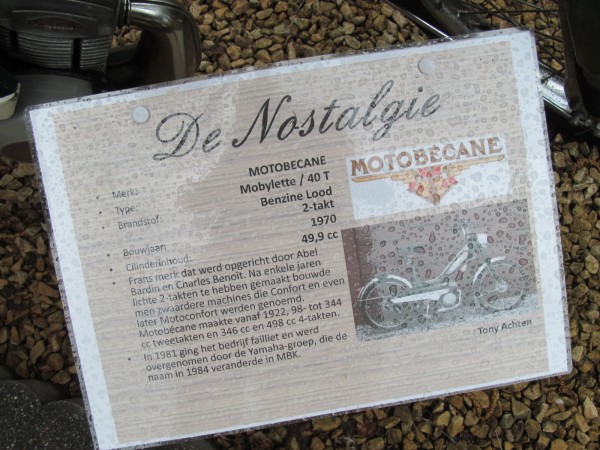 De Nostalgie
Merk: MOTOBECANE
Type: Mobylette / 40 T
Brandstof: Benzine Lood
2-takt
Bouwjaar: 1970
Cilinderinhoud: 49,9 cc
Frans merk dat werd opgericht door Abel
Bardin en Charles Benoit. Na enkele jaren
lichte 2-takten te hebben gemaakt bouwde
men zwaardere machines die Confort en even
later Motoconfort werden genoemd.
Motobécane maakte vanaf 1922, 98- tot 344
cc tweetakten en 346 cc en 498 cc 4-takten.
In 1981 ging het bedrijf failliet en werd
overgenomen door de Yamaha-groep, die de
naam in 1984 veranderde in MBK.
MOTOBÉCANE
Tony Achten